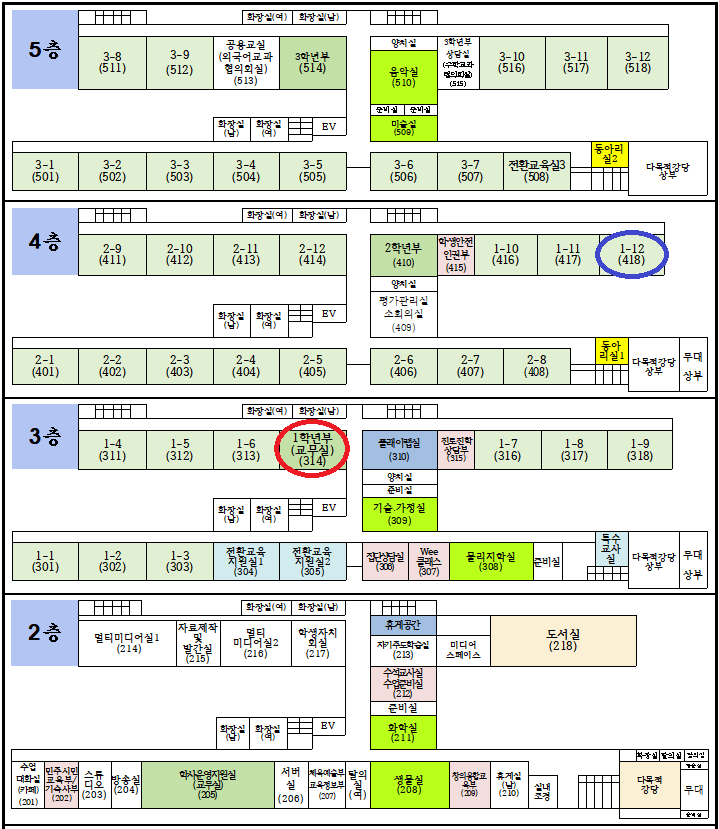 5층
화장실(여) 화장실(남)
3-8
(511)
3-9
(512)
공용교실
(외국어교과
협의회실)
(513)
3학년부
(514)
양치실
음악실
(510)
준비실 준비실
미술실
(509)
3학년부
상담실
(수학교과
협의회실)
(515)
3-10
(516)
3-11
(517)
3-12
(518)
화장실
(남)
화장실
(여)
EV
3-1
(501)
3-2
(502)
3-3
(503)
3-4
(504)
3-5
(505)
3-6
(506)
3-7
(507)
전환교육실3
(508)
동아리
실2
다목적강당
상부
4층
화장실(여) 화장실(남)
2-9
(411)
2-10
(412)
2-11
(413)
2-12
(414)
2학년부
(410)
학생안전
인권부
(415)
1-10
(416)
1-11
(417)
1-12
(418)
양치실
평가관리실
소회의실
(409)
화장실
(남)
화장실
(여)
EV
2-1
(401)
2-2
(402)
2-3
(403)
2-4
(404)
2-5
(405)
2-6
(406)
2-7
(407)
2-8
(408)
동아
리실1
다목적강당
상부
무대
상부
3층
화장실(여) 화장실(남)
1-4
(311)
1-5
(312)
1-6
(313)
1학년부
(교무실)
(314)
플레이랩실
(310)
진로진학
상담부
(315)
1-7
(316)
1-8
(317)
1-9
(318)
양치실
준비실
기술.가정실
(309)
화장실
(남)
화장실
(여)
EV
1-1
(301)
1-2
(302)
1-3
(303)
전환교육
지원실1
(304)
전환교육
지원실2
(305)
집단상담실
(306)
Wee
클래스
(307)
물리지학실
(308)
준비실
특수
교사
실
다목적강당
상부
무대
상부
2층
화장실(여) 화장실(남)
멀티미디어실1
(214)
자료제작
및
발간실
(215)
멀티
미디어실2
(216)
학생자치
회실
(217)
휴게공간
자기주도학습실
(213)
미디어
스페이스
도서실
(218)
수석교사실
수업준비실
(212)
준비실
화학실
(211)
화장실
(남)
화장실
(여)
EV
수업
대화실
(카페)
(201)
민주시민
교육부/
기숙사부
(202)
스튜
디오
(203)
방송실
(204)
학사운영지원실
(교무실)
(205)
서버
실
(206)
체육예술부
교육정보부
(207)
탈의
실
(여)
생물실
(208)
창의융합교
육부
(209)
휴게실
(남)
(210)
실내
조경
화장실 탈의실
다목적
강당
무대